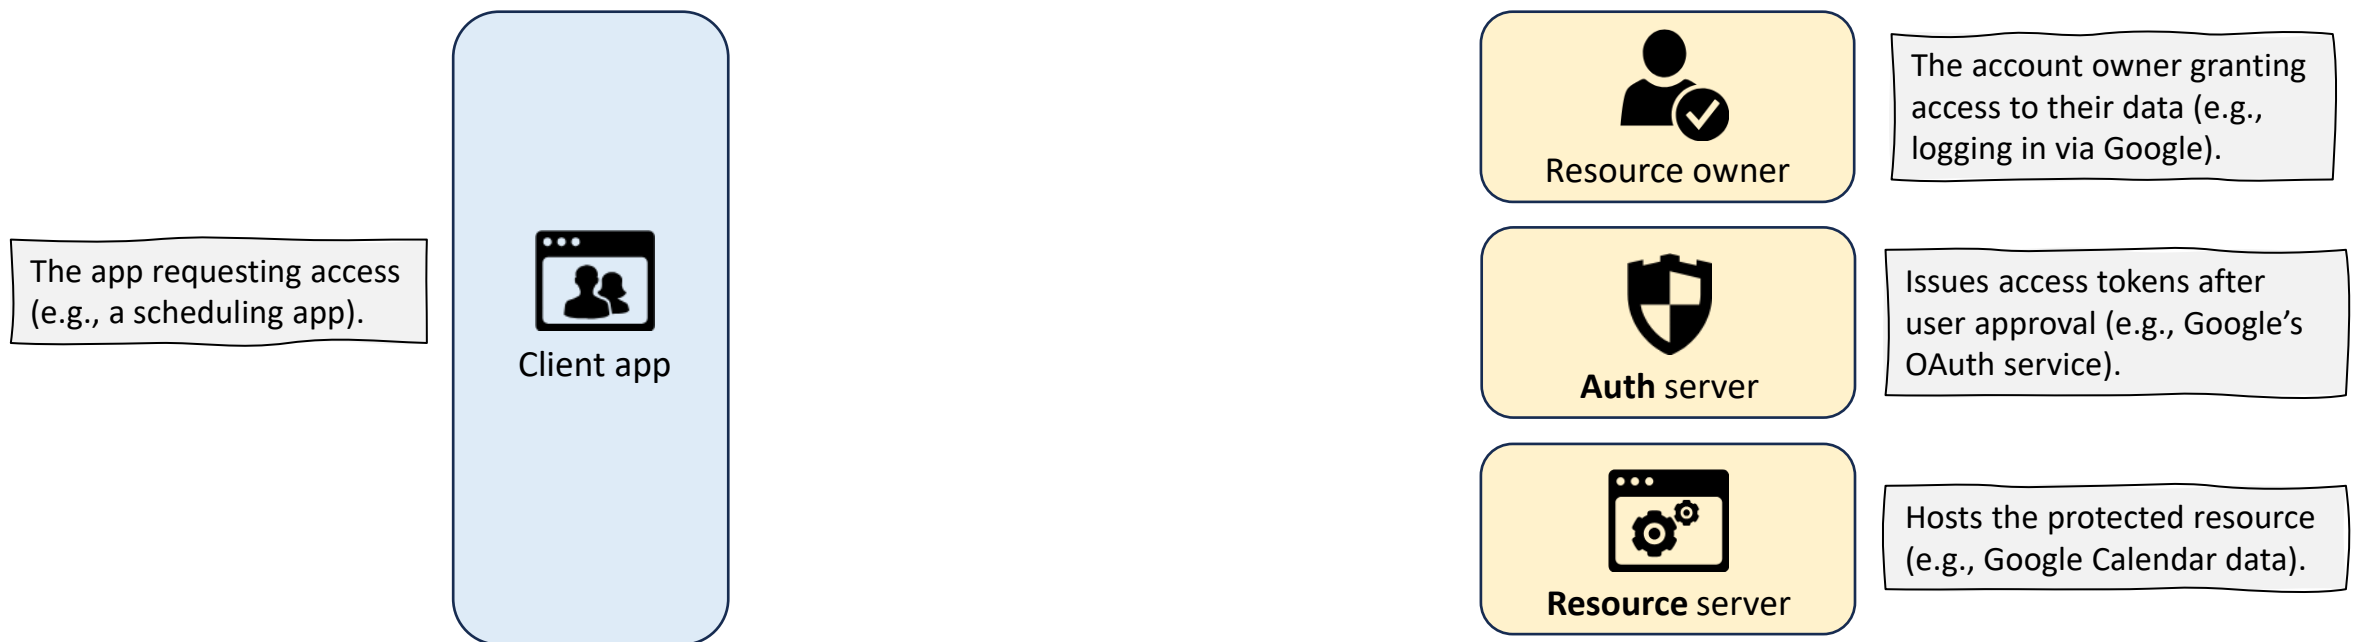 The app requesting access
(e.g., a scheduling app).
Client app
Resource owner
The account owner granting
access to their data (e.g.,
logging in via Google).
Auth server
Issues access tokens after
user approval (e.g., Google’s
OAuth service).
Resource server
Hosts the protected resource
(e.g., Google Calendar data).